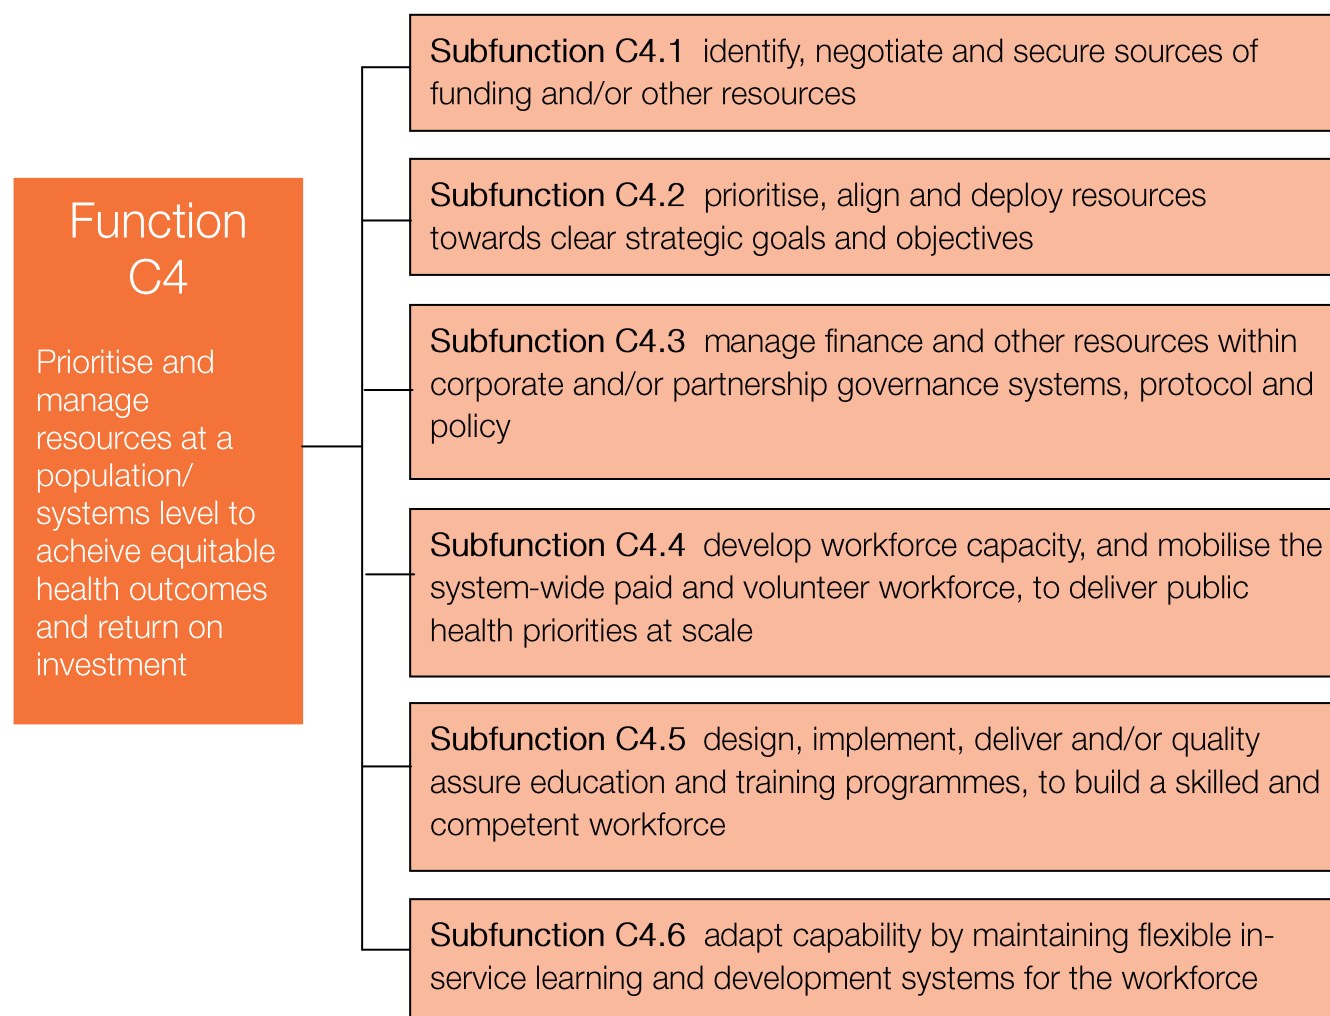 Function
C4
Prioritise and
manage
resources at a
population/
systems level to
acheive equitable
health outcomes
and return on
investment
Subfunction C4.1 identify, negotiate and secure sources of
funding and/or other resources
Subfunction C4.2 prioritise, align and deploy resources
towards clear strategic goals and objectives
Subfunction C4.3 manage finance and other resources within
corporate and/or partnership governance systems, protocol and
policy
Subfunction C4.4 develop workforce capacity, and mobilise the
system-wide paid and volunteer workforce, to deliver public
health priorities at scale
Subfunction C4.5 design, implement, deliver and/or quality
assure education and training programmes, to build a skilled and
competent workforce
Subfunction C4.6 adapt capability by maintaining flexible in-
service learning and development systems for the workforce